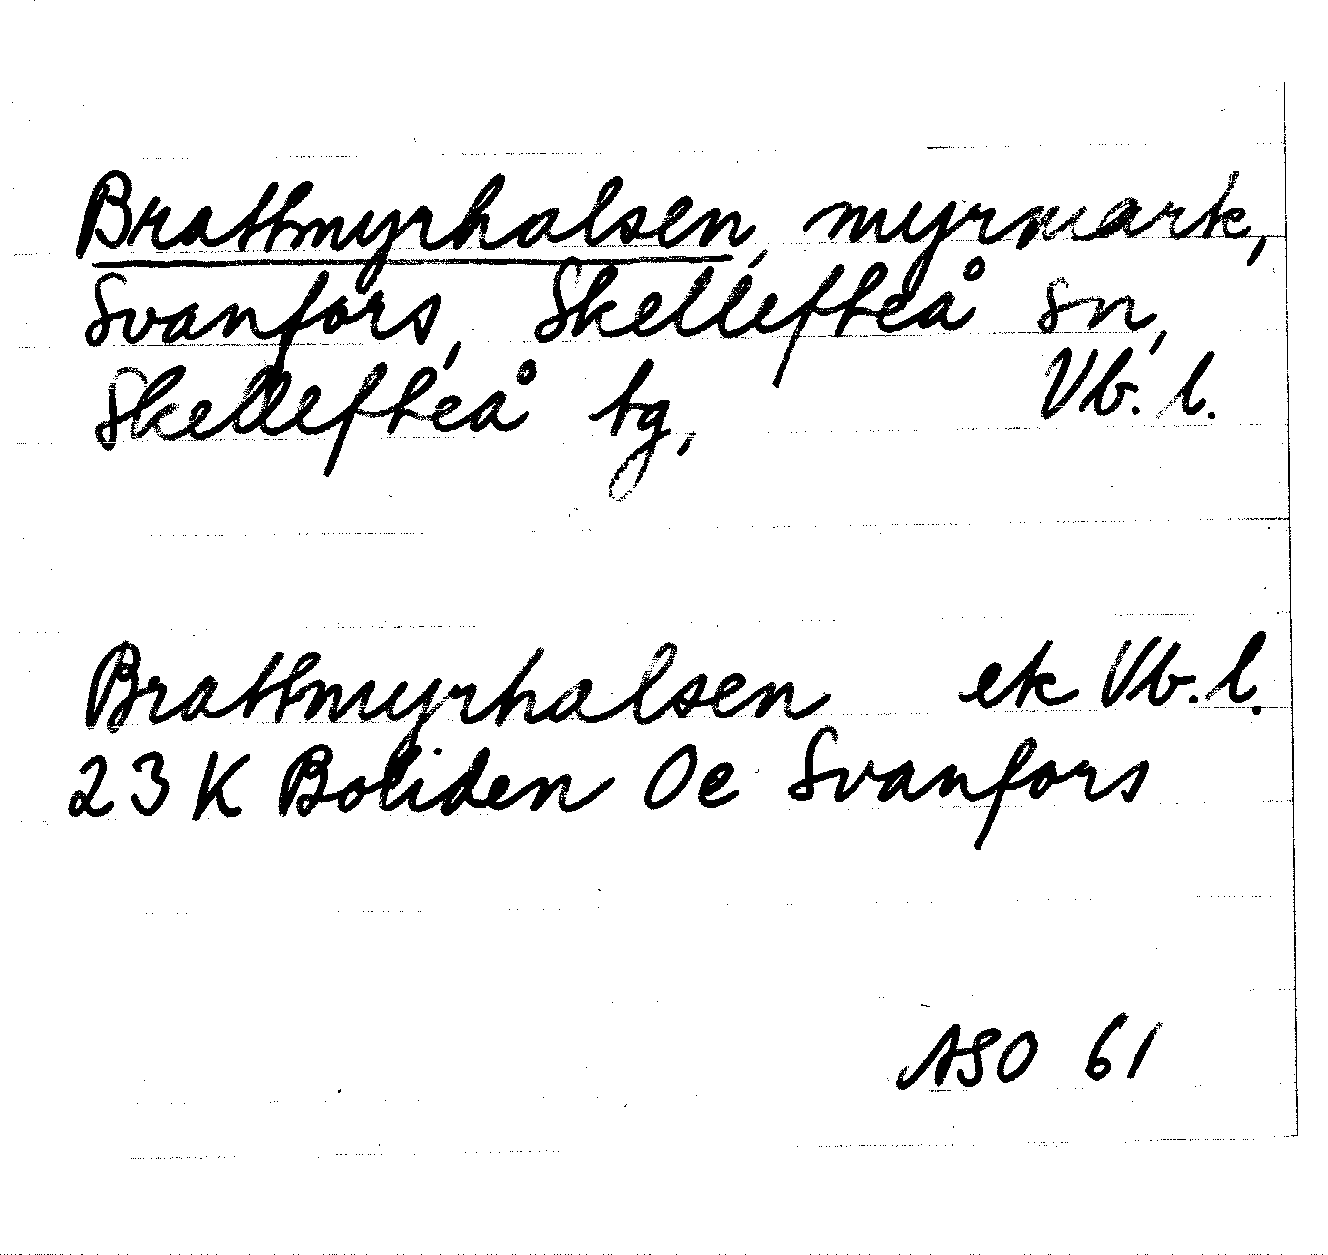 Brattmyrhalsen, myrmark,
Svanfors, Skellefteå sn,
Skellefteå tg, Vb. l.
Brattmyrhalsen ek Vb. l.
23 K Boliden Oe Svanfors
ASO 61